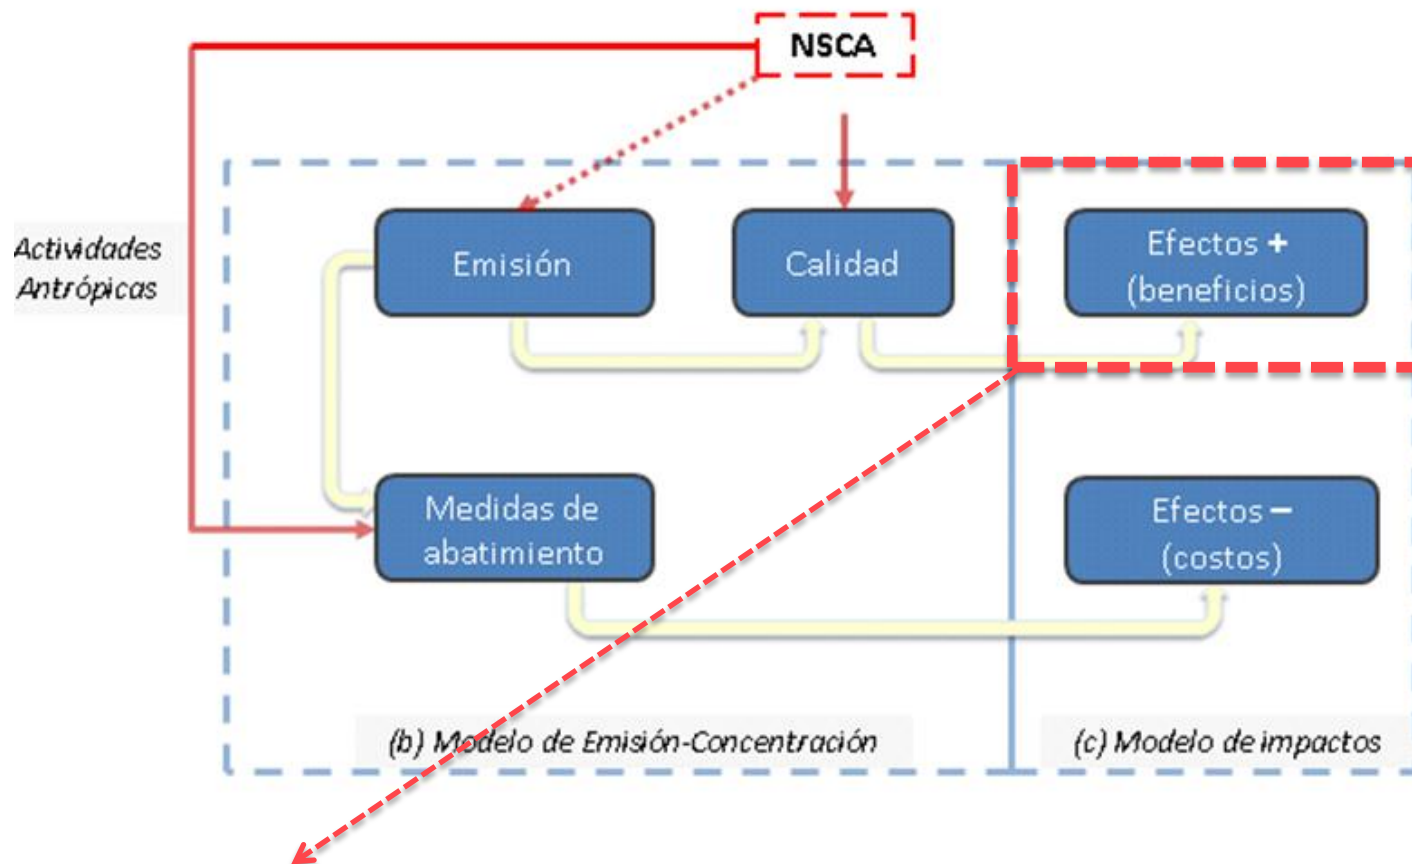 NSCA
Actividades
Antrópicas
Emisión
Calidad
Efectos +
(beneficios)
Medidas de
abatimiento
Efectos –
(costos)
(b) Modelo de Emisión-Concentración
(c) Modelo de impactos